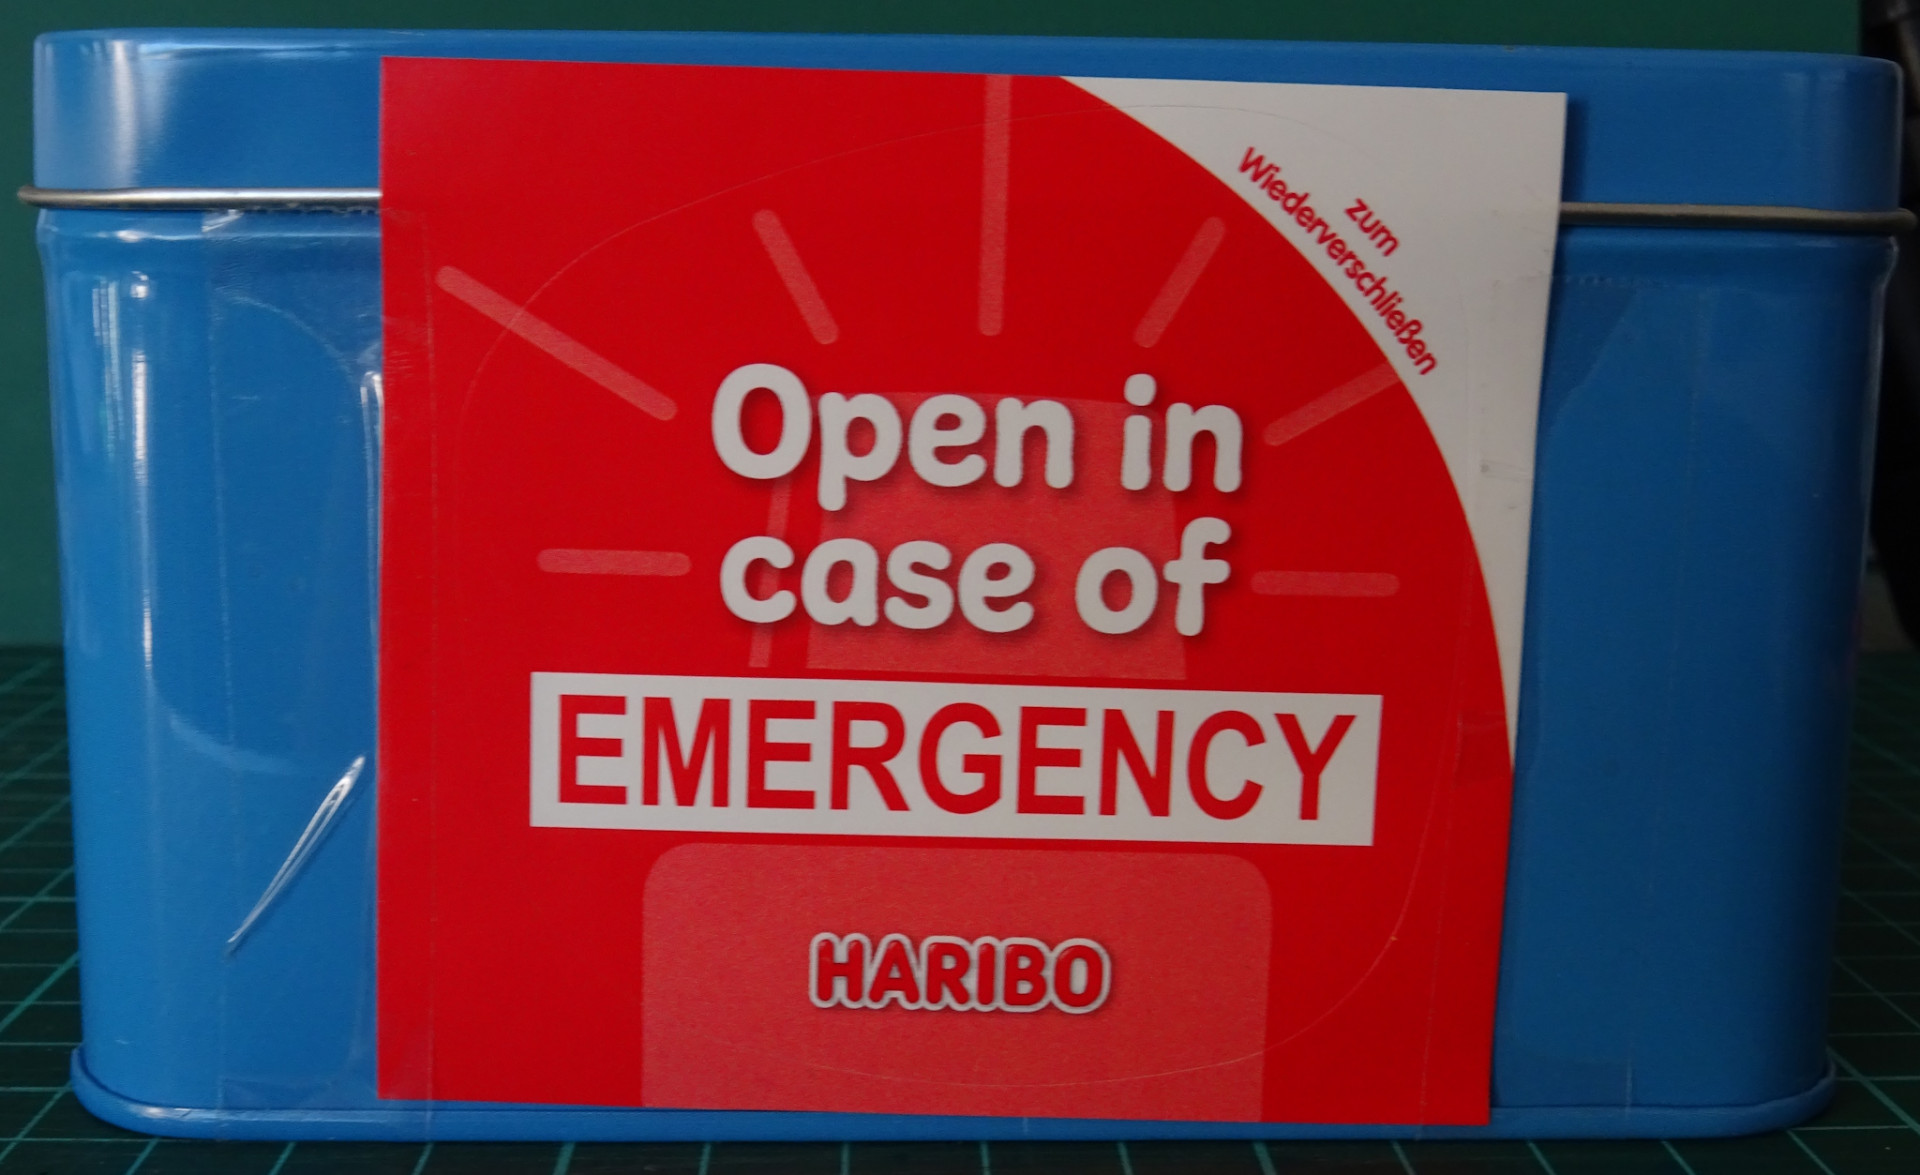 zum
Wiederverschließen
Open in
case of
EMERGENCY
HARIBO